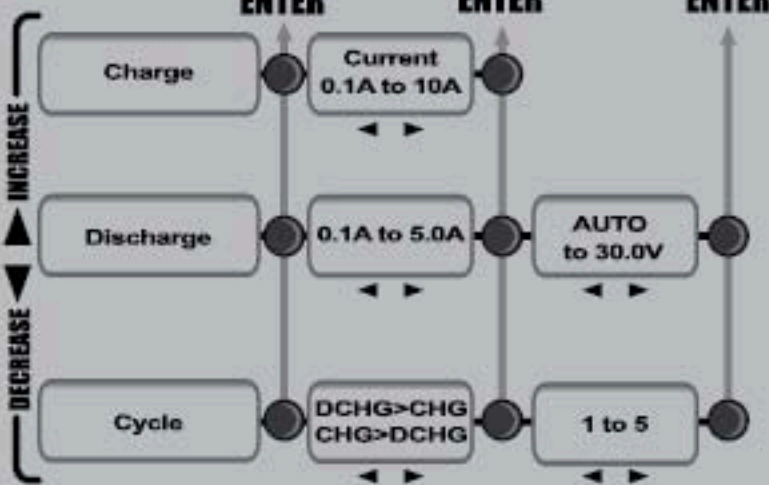 ENTER ENTER ENTER
Charge
Current
0.1A to 10A
INCREASE
Discharge
0.1A to 5.0A
AUTO
to 30.0V
DECREASE
Cycle
DCHG>CHG
CHG>DCHG
1 to 5